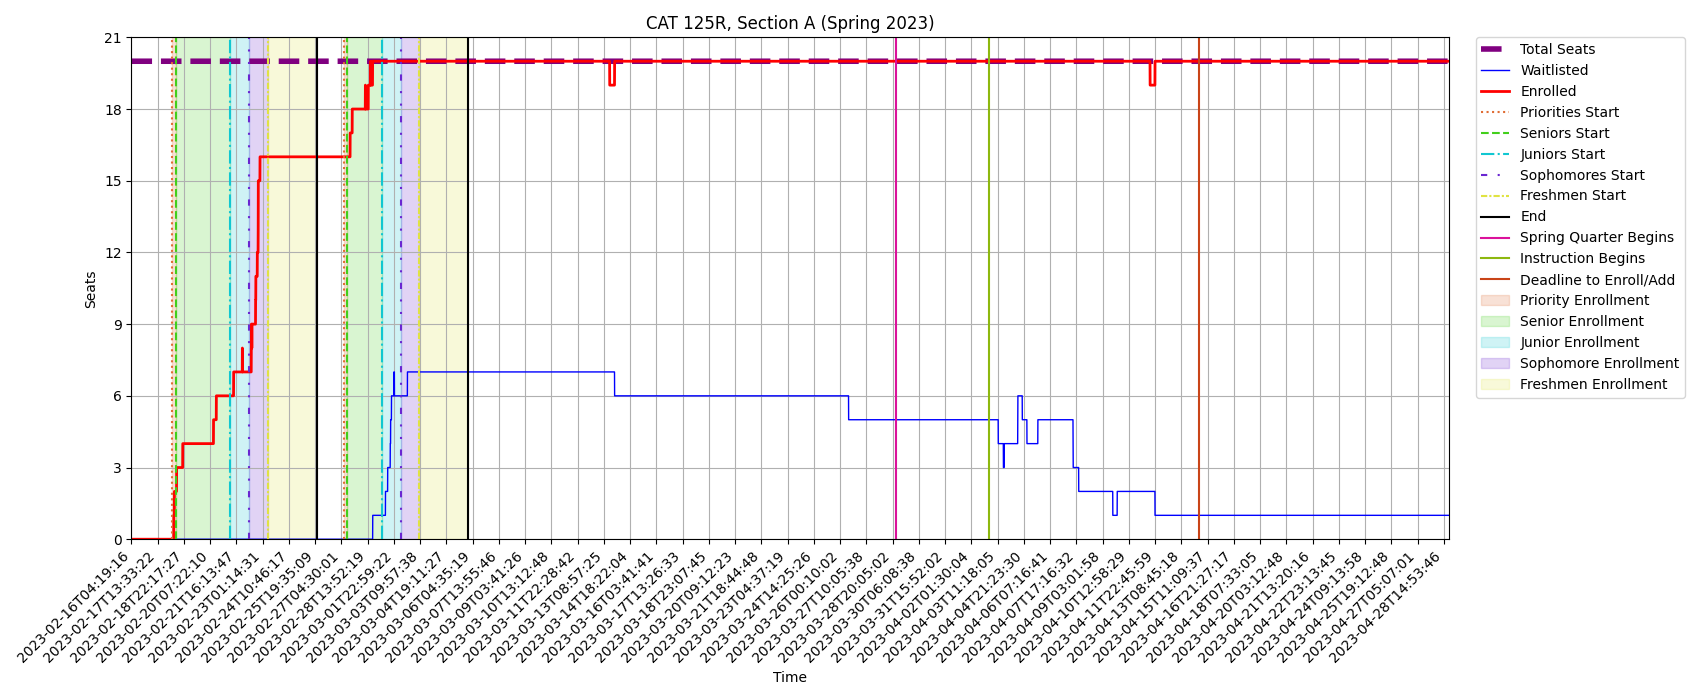 CAT 125R, Section A (Spring 2023)
Seats
21
18
15
12
9
6
3
0
2023-02-16T04:19:16
2023-02-17T13:33:22
2023-02-18T22:17:27
2023-02-20T07:22:10
2023-02-21T16:13:47
2023-02-23T01:14:31
2023-02-24T10:46:17
2023-02-25T19:35:09
2023-02-27T04:30:01
2023-02-28T13:52:19
2023-03-01T22:59:22
2023-03-03T09:57:38
2023-03-04T19:11:27
2023-03-06T04:35:19
2023-03-07T13:55:46
2023-03-09T03:41:26
2023-03-10T13:12:48
2023-03-11T22:28:42
2023-03-13T08:57:25
2023-03-14T18:22:04
2023-03-16T03:41:41
2023-03-17T13:26:33
2023-03-18T23:07:45
2023-03-20T09:12:23
2023-03-21T18:44:48
2023-03-23T04:37:19
2023-03-24T14:25:26
2023-03-26T00:10:02
2023-03-27T10:05:38
2023-03-28T20:05:02
2023-03-30T06:08:38
2023-03-31T15:52:02
2023-04-02T01:30:04
2023-04-03T11:18:05
2023-04-04T21:23:30
2023-04-06T07:16:41
2023-04-07T17:16:32
2023-04-09T03:01:58
2023-04-10T12:58:29
2023-04-11T22:45:59
2023-04-13T08:45:18
2023-04-15T11:09:37
2023-04-16T21:27:17
2023-04-18T07:33:05
2023-04-20T03:12:48
2023-04-21T13:20:16
2023-04-22T23:13:45
2023-04-24T09:13:58
2023-04-25T19:12:48
2023-04-27T05:07:01
2023-04-28T14:53:46
Time
Total Seats
Waitlisted
Enrolled
Priorities Start
Seniors Start
Juniors Start
Sophomores Start
Freshmen Start
End
Spring Quarter Begins
Instruction Begins
Deadline to Enroll/Add
Priority Enrollment
Senior Enrollment
Junior Enrollment
Sophomore Enrollment
Freshmen Enrollment